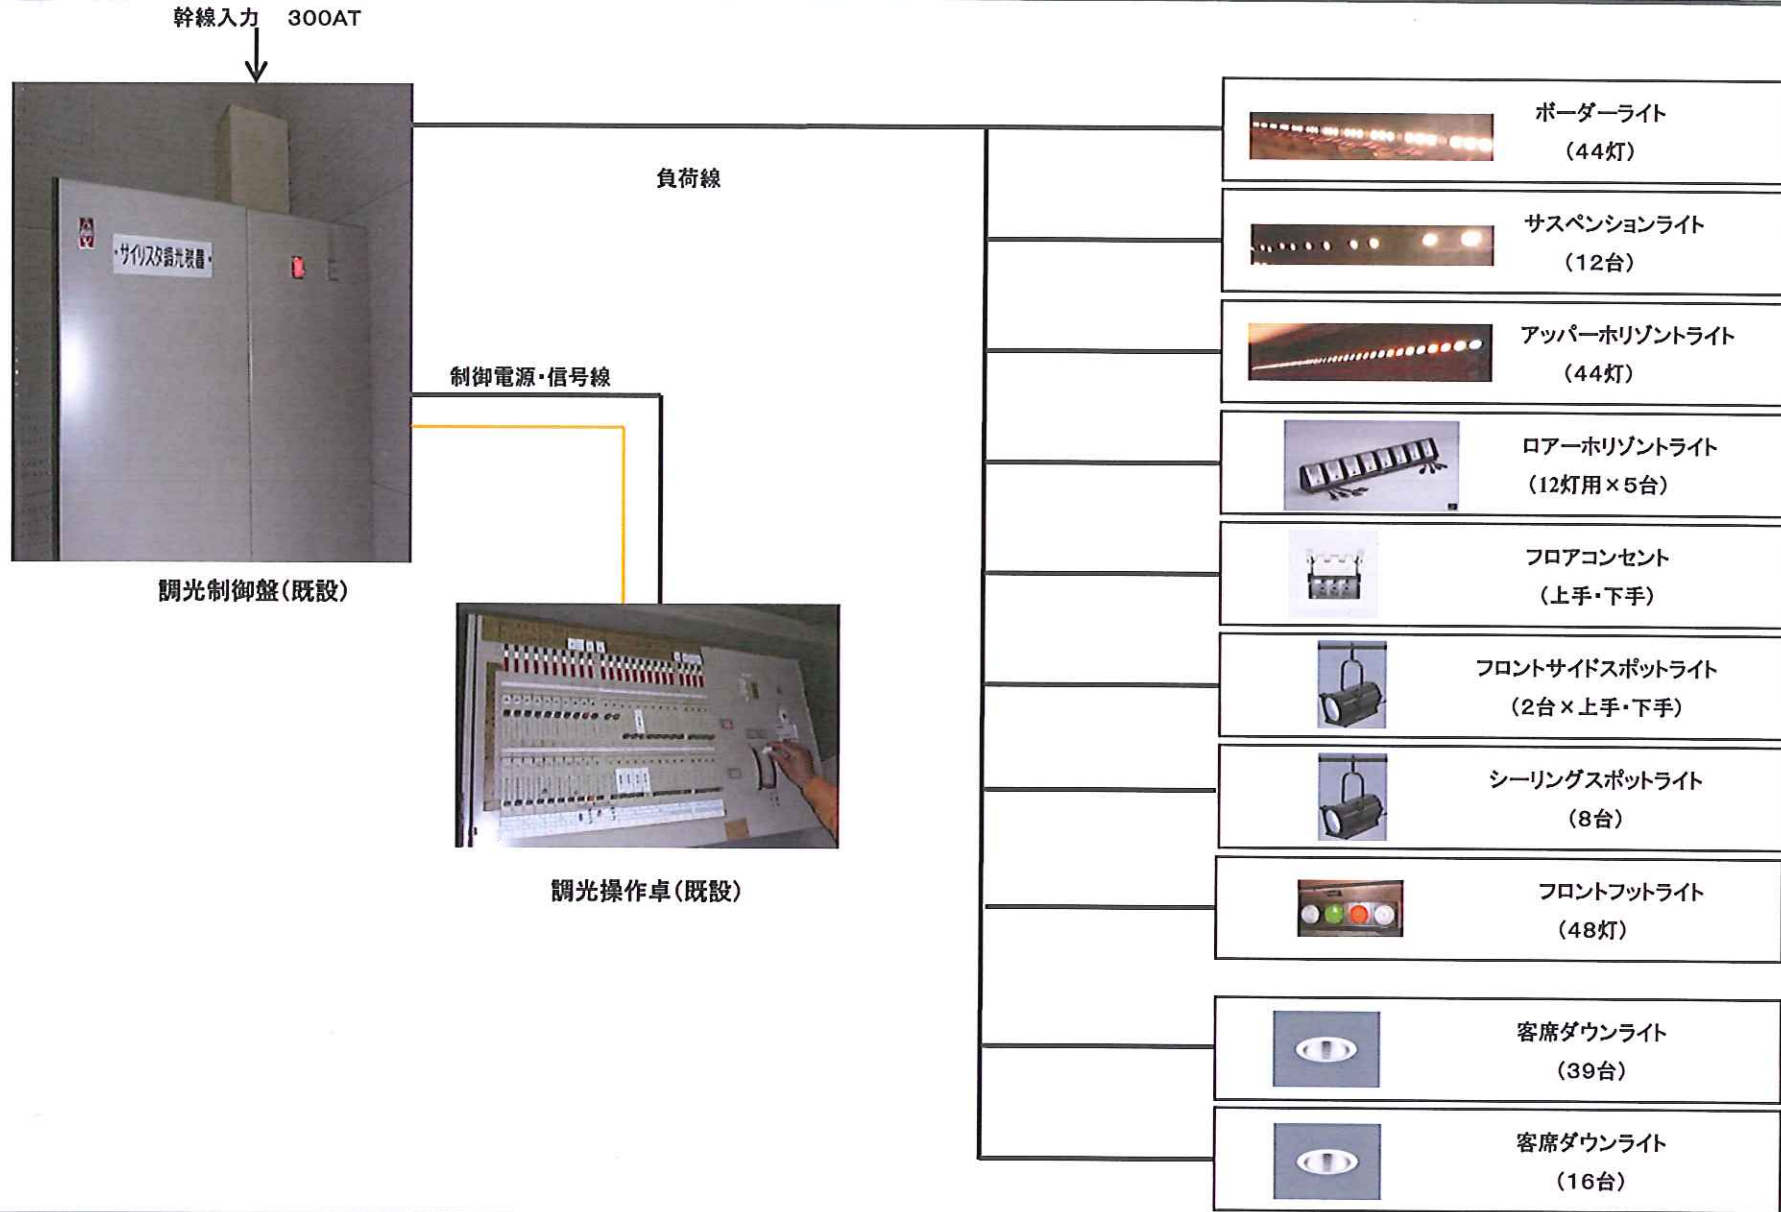 幹線入力 300AT
サイリスタ調光装置
調光制御盤(既設)
負荷線
制御電源・信号線
調光操作卓(既設)
ボーダーライト
(44灯)
サスペンションライト
(12台)
アッパーホリゾントライト
(44灯)
ロアーホリゾントライト
(12灯用×5台)
フロアコンセント
(上手・下手)
フロントサイドスポットライト
(2台×上手・下手)
シーリングスポットライト
(8台)
フロントフットライト
(48灯)
客席ダウンライト
(39台)
客席ダウンライト
(16台)